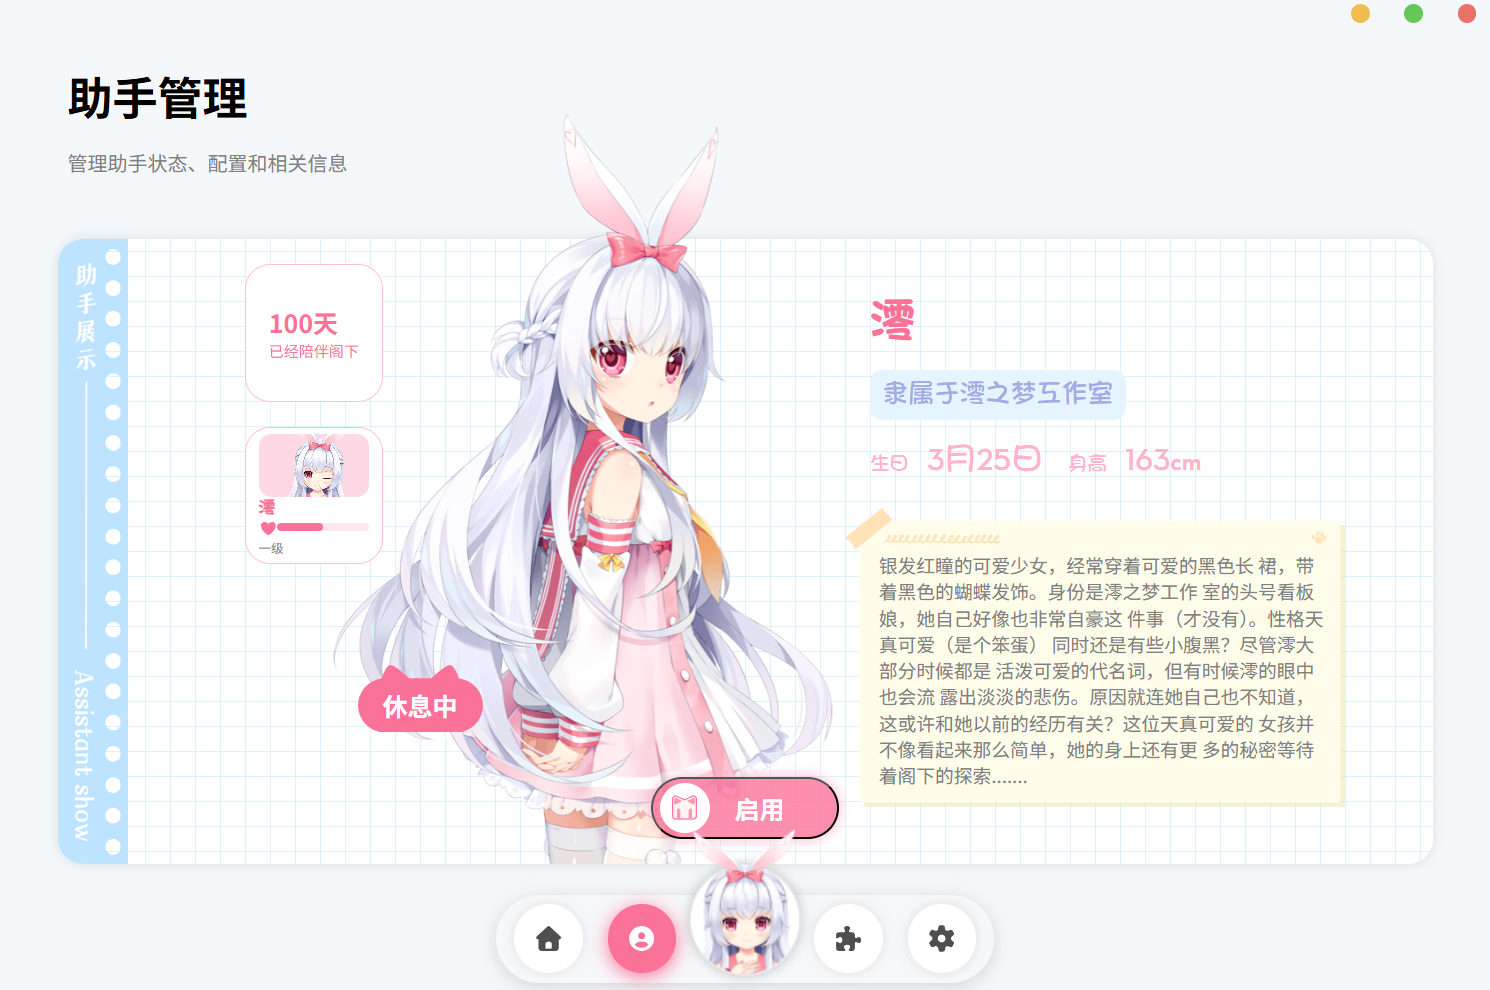 助手管理
管理助手状态、配置和相关信息
助手展示
Assistant show
100天
已经陪伴阁下
澪
一级
休息中
启用
澪
隶属于澪之梦工作室
生日 3月25日 身高 163cm
银发红瞳的可爱少女，经常穿着可爱的黑色长 裙，带
着黑色的蝴蝶发饰。身份是澪之梦工作 室的头号看板
娘，她自己好像也非常自豪这 件事（才没有）。性格天
真可爱（是个笨蛋） 同时还是有些小腹黑？尽管澪大
部分时候都是 活泼可爱的代名词，但有时候澪的眼中
也会流 露出淡淡的悲伤。原因就连她自己也不知道，
这或许和她以前的经历有关？这位天真可爱的 女孩并
不像看起来那么简单，她的身上还有更 多的秘密等待
着阁下的探索.......